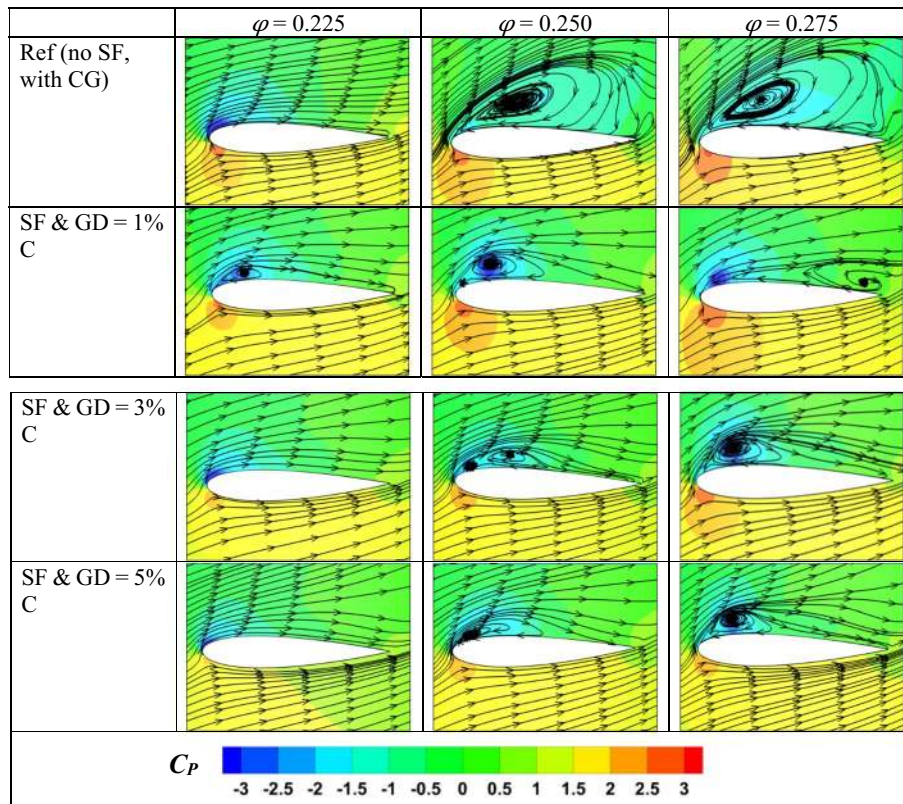 φ = 0.225 φ = 0.250 φ = 0.275
Ref (no SF,
with CG)
SF & GD = 1%
C
SF & GD = 3%
C
SF & GD = 5%
C
CP
-3 -2.5 -2 -1.5 -1 -0.5 0 0.5 1 1.5 2 2.5 3